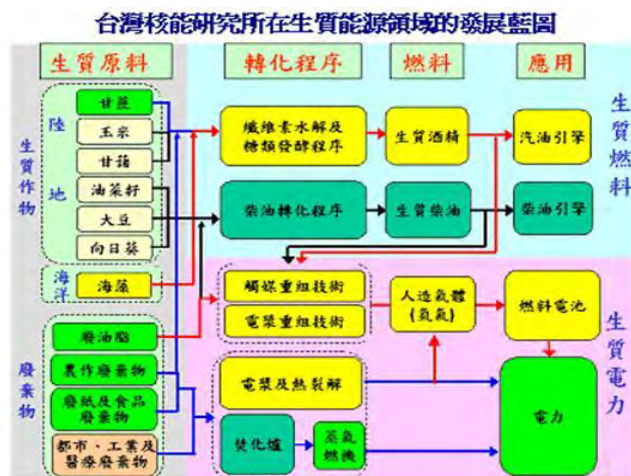 台灣核能研究所在生質能源領域的發展藍圖
生質原料
轉化程序
燃料
應用
生質作物
陸地
甘蔗
玉米
甘藷
油菜籽
大豆
向日葵
海洋
海藻
廢棄物
廢油脂
農作廢棄物
廢紙及食品
廢棄物
都市、工業及
醫療廢棄物
纖維素水解及
糖類發酵程序
柴油轉化程序
觸媒重組技術
電漿重組技術
電漿及熱裂解
焚化爐
蒸氣
燃機
生質酒精
生質柴油
人造氣體
(氫氣)
汽油引擎
柴油引擎
燃料電池
電力
生質燃料
生質電力